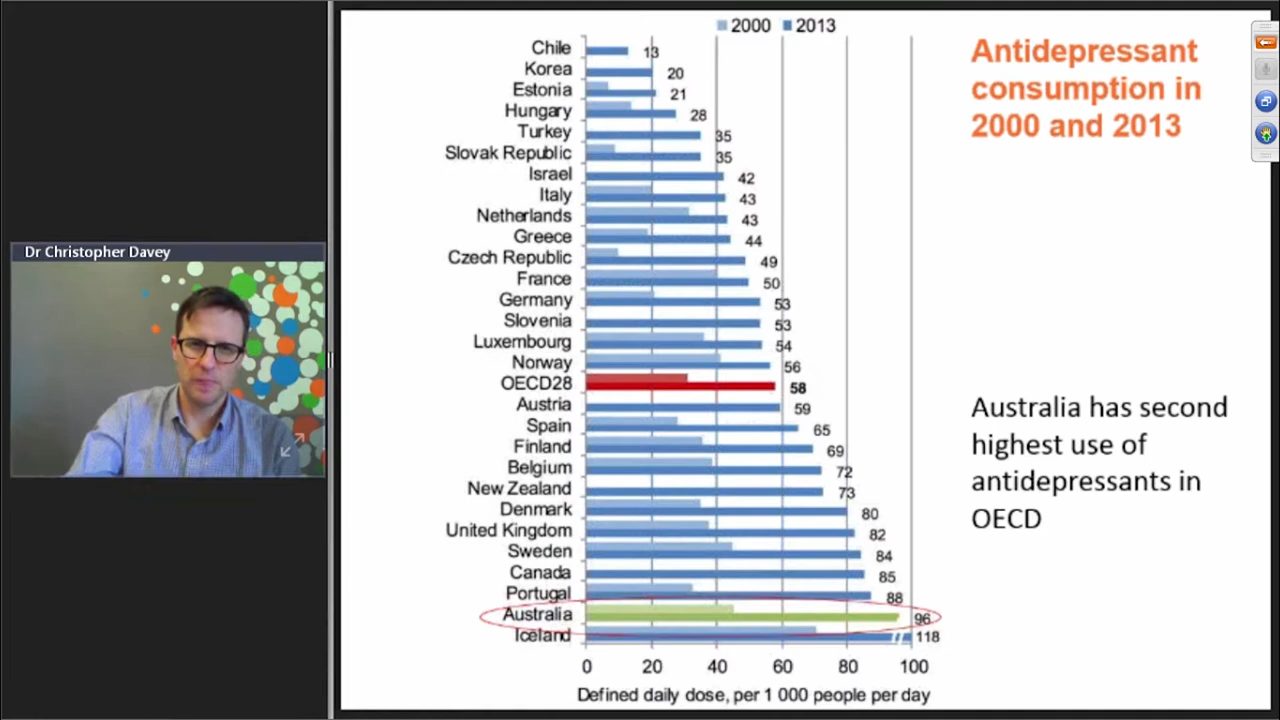 Dr Christopher Davey
2000 2013
Antidepressant
consumption in
2000 and 2013
Chile 13
Korea 20
Estonia 21
Hungary 28
Turkey 35
Slovak Republic 35
Israel 42
Italy 43
Netherlands 43
Greece 44
Czech Republic 49
France 50
Germany 53
Slovenia 53
Luxembourg 54
Norway 56
OECD28 58
Austria 59
Spain 65
Finland 69
Belgium 72
New Zealand 73
Denmark 80
United Kingdom 82
Sweden 84
Canada 85
Portugal 88
Australia 96
Iceland 118
0 20 40 60 80 100
Defined daily dose, per 1 000 people per day
Australia has second
highest use of
antidepressants in
OECD